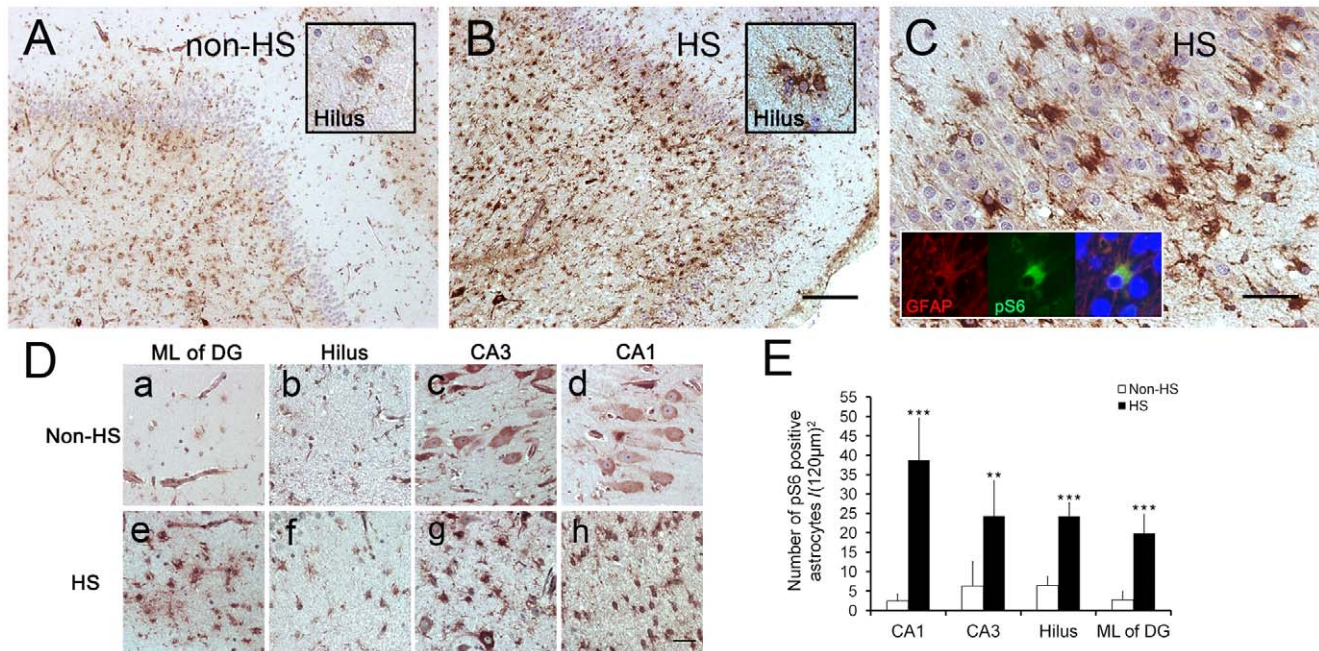 A
non-HS
Hilus
B
HS
Hilus
C
HS
GFAP
pS6
D
ML of DG
Hilus
CA3
CA1
Non-HS
a
b
c
d
HS
e
f
g
h
E
Non-HS
HS
Number of pS6 positive
astrocytes /(120µm)²
55
50
45
40
35
30
25
20
15
10
5
0
***
**
***
***
CA1
CA3
Hilus
ML of DG